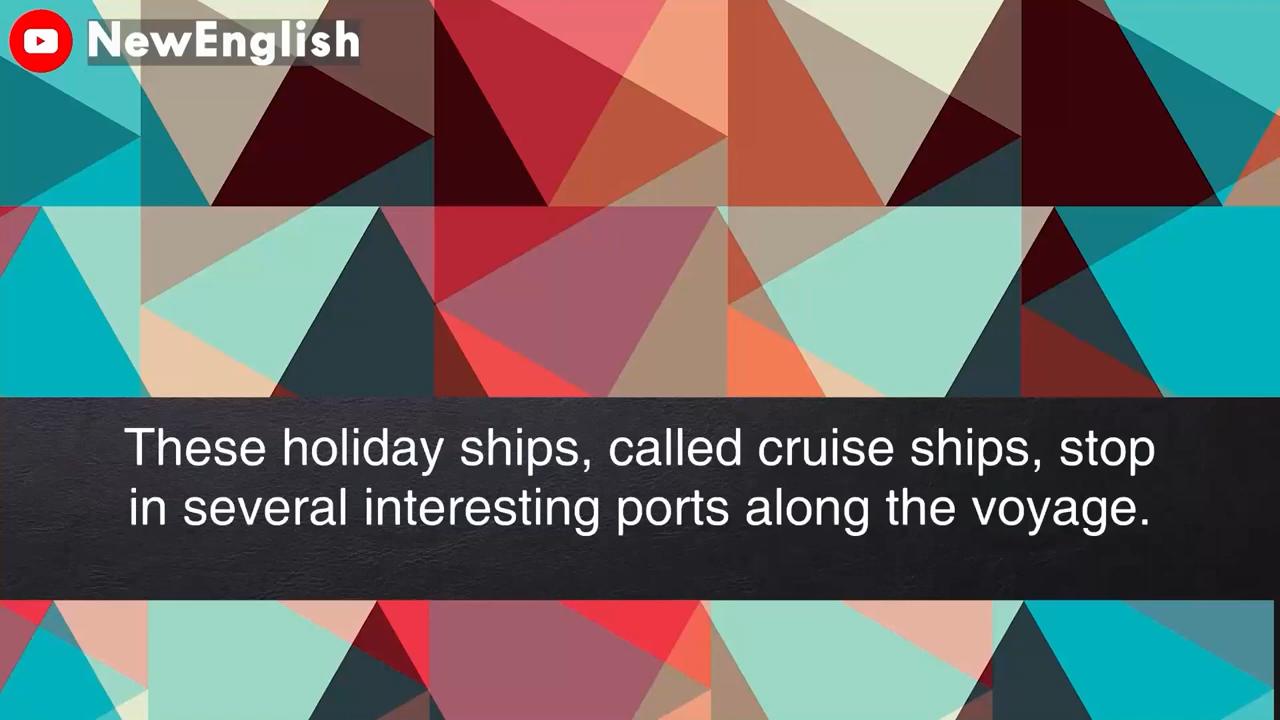 NewEnglish
These holiday ships, called cruise ships, stop
in several interesting ports along the voyage.